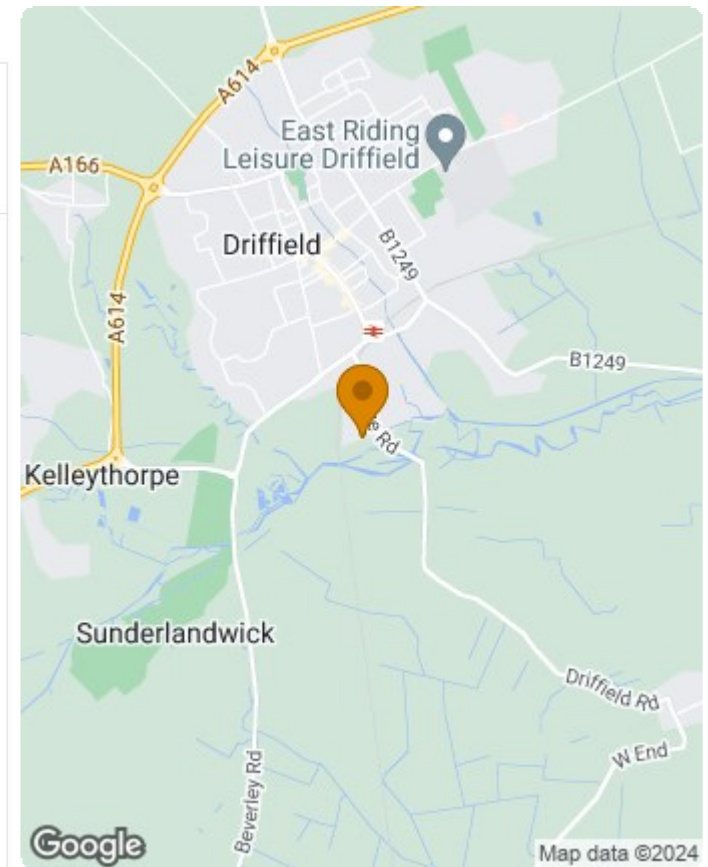 A614
East Riding
Leisure Driffield
A166
Driffield
B1249
A614
B1249
Rd
Kelleythorpe
Sunderlandwick
Driffield Rd
W End
Beverley Rd
Google
Map data ©2024